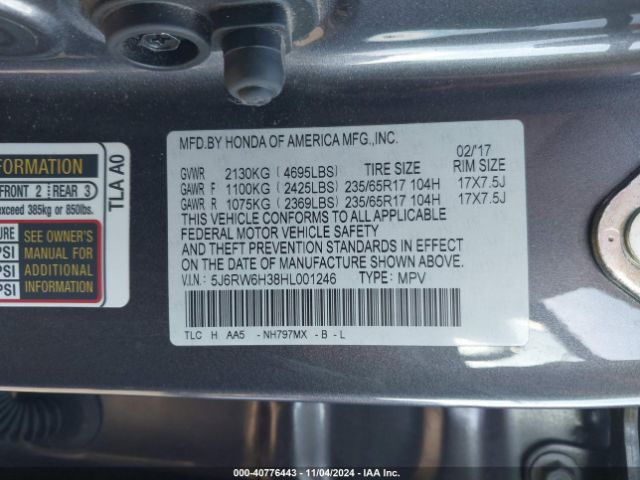 FORMATION
FRONT 2 REAR 3
exceed 385kg or 850lbs.
URE
PSI
PSI
PSI
SEE OWNER'S
MANUAL FOR
ADDITIONAL
INFORMATION
TLA A0
MFD.BY HONDA OF AMERICA MFG.,INC.
02/'17
GVWR 2130KG (4695LBS) TIRE SIZE RIM SIZE
GAWR F 1100KG (2425LBS) 235/65R17 104H 17X7.5J
GAWR R 1075KG (2369LBS) 235/65R17 104H 17X7.5J
THIS VEHICLE CONFORMS TO ALL APPLICABLE
FEDERAL MOTOR VEHICLE SAFETY
AND THEFT PREVENTION STANDARDS IN EFFECT
ON THE DATE OF MANUFACTURE SHOWN ABOVE.
V.I.N.: 5J6RW6H38HL001246 TYPE: MPV
TLC H AA5 -NH797MX -B -L
000-40776443 - 11/04/2024 - IAA Inc.